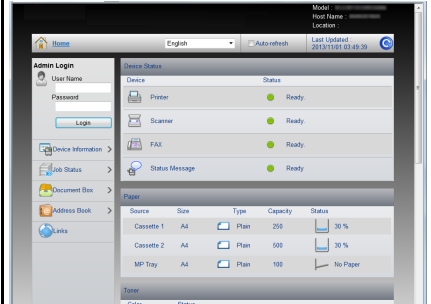 Model :
Host Name :
Location :
Home
English
Auto-refresh
Last Updated :
2013/11/01 03:49:39
Admin Login
User Name
Password
Login
Device Information
Job Status
Document Box
Address Book
Links
Device Status
Device Status
Printer Ready.
Scanner Ready.
FAX Ready.
Status Message Ready
Paper
Source Size Type Capacity Status
Cassette 1 A4 Plain 250 30 %
Cassette 2 A4 Plain 500 30 %
MP Tray A4 Plain 100 No Paper
Toner
Color Status